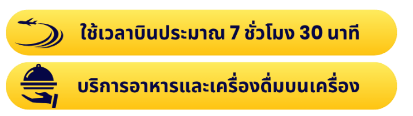 ใช้เวลาบินประมาณ 7 ชั่วโมง 30 นาที
บริการอาหารและเครื่องดื่มบนเครื่อง